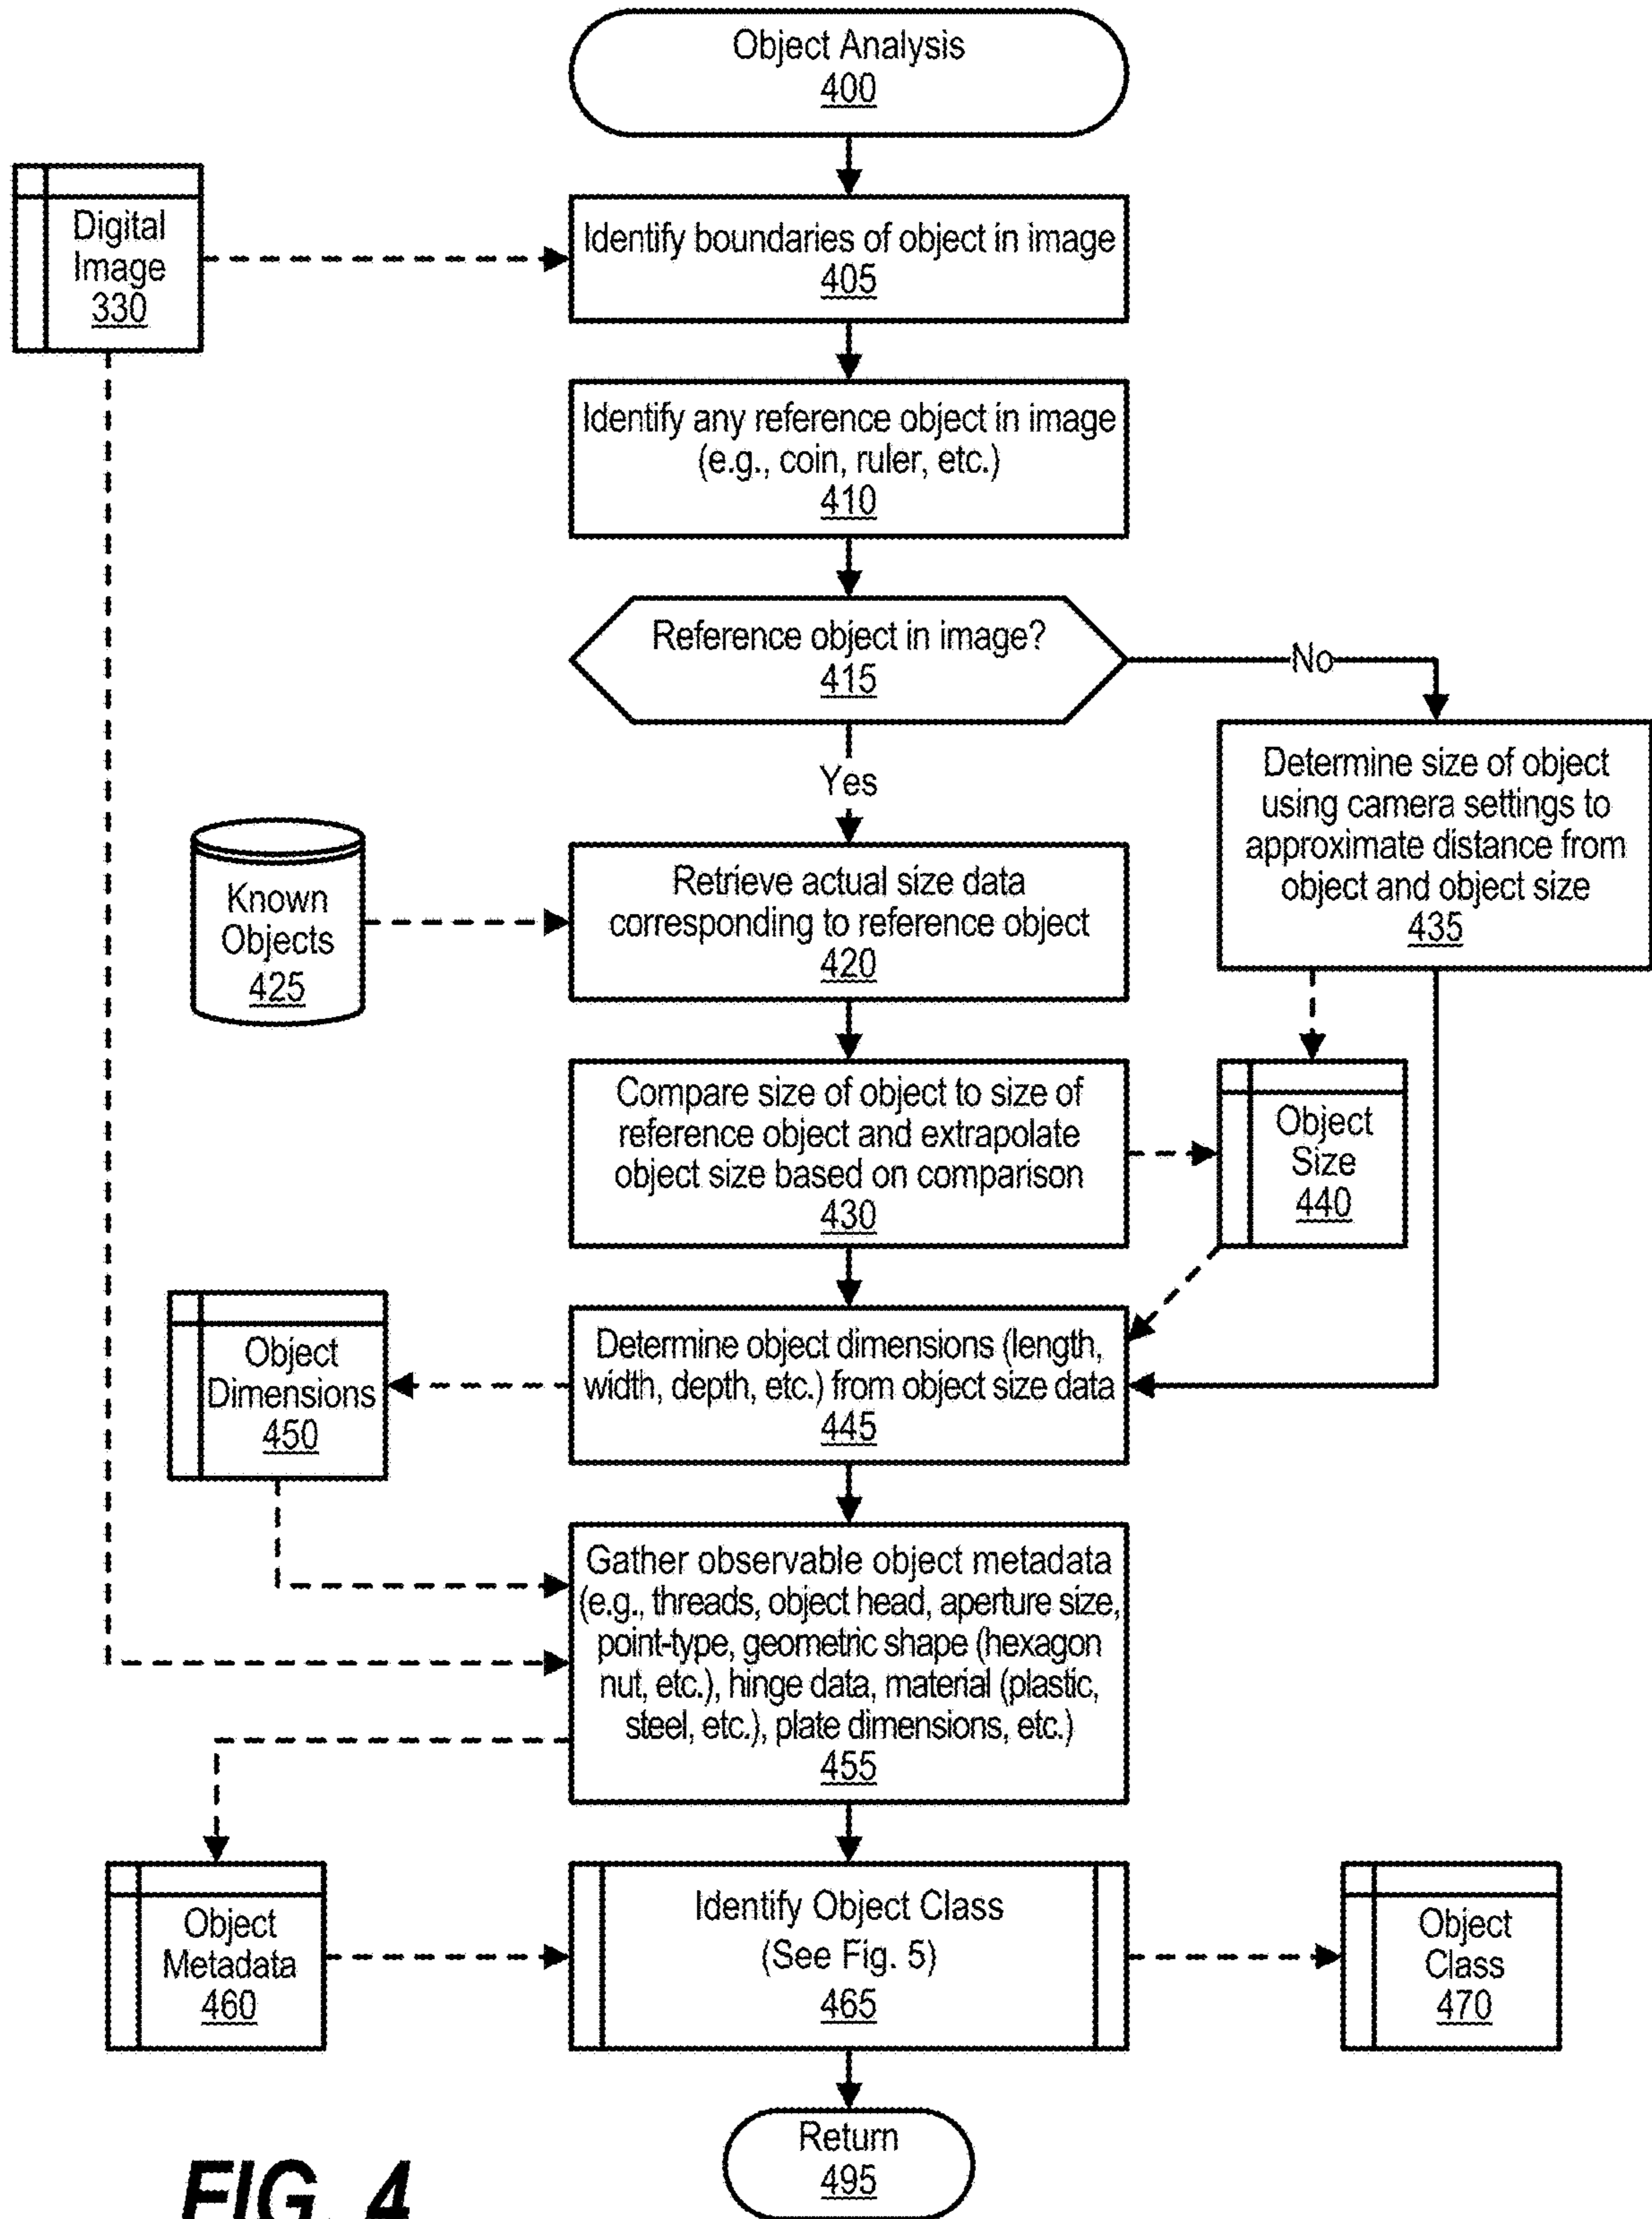 Object Analysis
400
Digital
Image
330
Identify boundaries of object in image
405
Identify any reference object in image
(e.g., coin, ruler, etc.)
410
Reference object in image?
415
No
Yes
Determine size of object
using camera settings to
approximate distance from
object and object size
435
Known
Objects
425
Retrieve actual size data
corresponding to reference object
420
Compare size of object to size of
reference object and extrapolate
object size based on comparison
430
Object
Size
440
Object
Dimensions
450
Determine object dimensions (length,
width, depth, etc.) from object size data
445
Gather observable object metadata
(e.g., threads, object head, aperture size,
point-type, geometric shape (hexagon
nut, etc.), hinge data, material (plastic,
steel, etc.), plate dimensions, etc.)
455
Object
Metadata
460
Identify Object Class
(See Fig. 5)
465
Object
Class
470
Return
495
FIG. 4